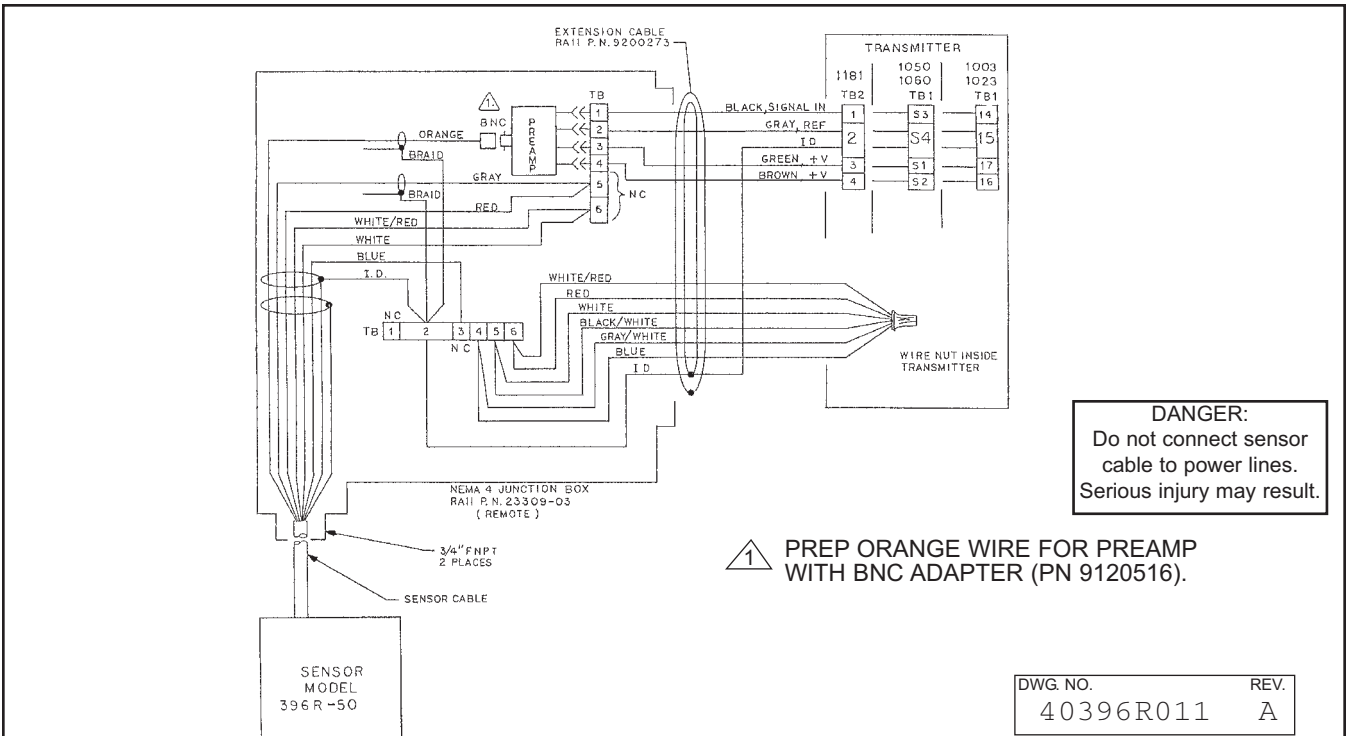 EXTENSION CABLE
RAII P.N. 9200273
TRANSMITTER
1181
1050
1060
1003
1023
TB2
TB1
TB1
TB
1
BNC
PREAMP
1
2
3
4
5
6
NC
BLACK, SIGNAL IN
GRAY, REF
I D
GREEN, +V
BROWN, +V
1
2
3
4
S3
S4
S1
S2
14
15
17
16
ORANGE
BRAID
GRAY
BRAID
RED
WHITE/RED
WHITE
BLUE
I.D.
NC
TB 1 2 3 4 5 6
NC
WHITE/RED
RED
WHITE
BLACK/WHITE
GRAY/WHITE
BLUE
I D
WIRE NUT INSIDE
TRANSMITTER
DANGER:
Do not connect sensor
cable to power lines.
Serious injury may result.
NEMA 4 JUNCTION BOX
RAII P.N. 23309-03
(REMOTE)
3/4" FNPT
2 PLACES
SENSOR CABLE
1 PREP ORANGE WIRE FOR PREAMP
WITH BNC ADAPTER (PN 9120516).
SENSOR
MODEL
396R-50
DWG. NO. REV.
40396R011 A